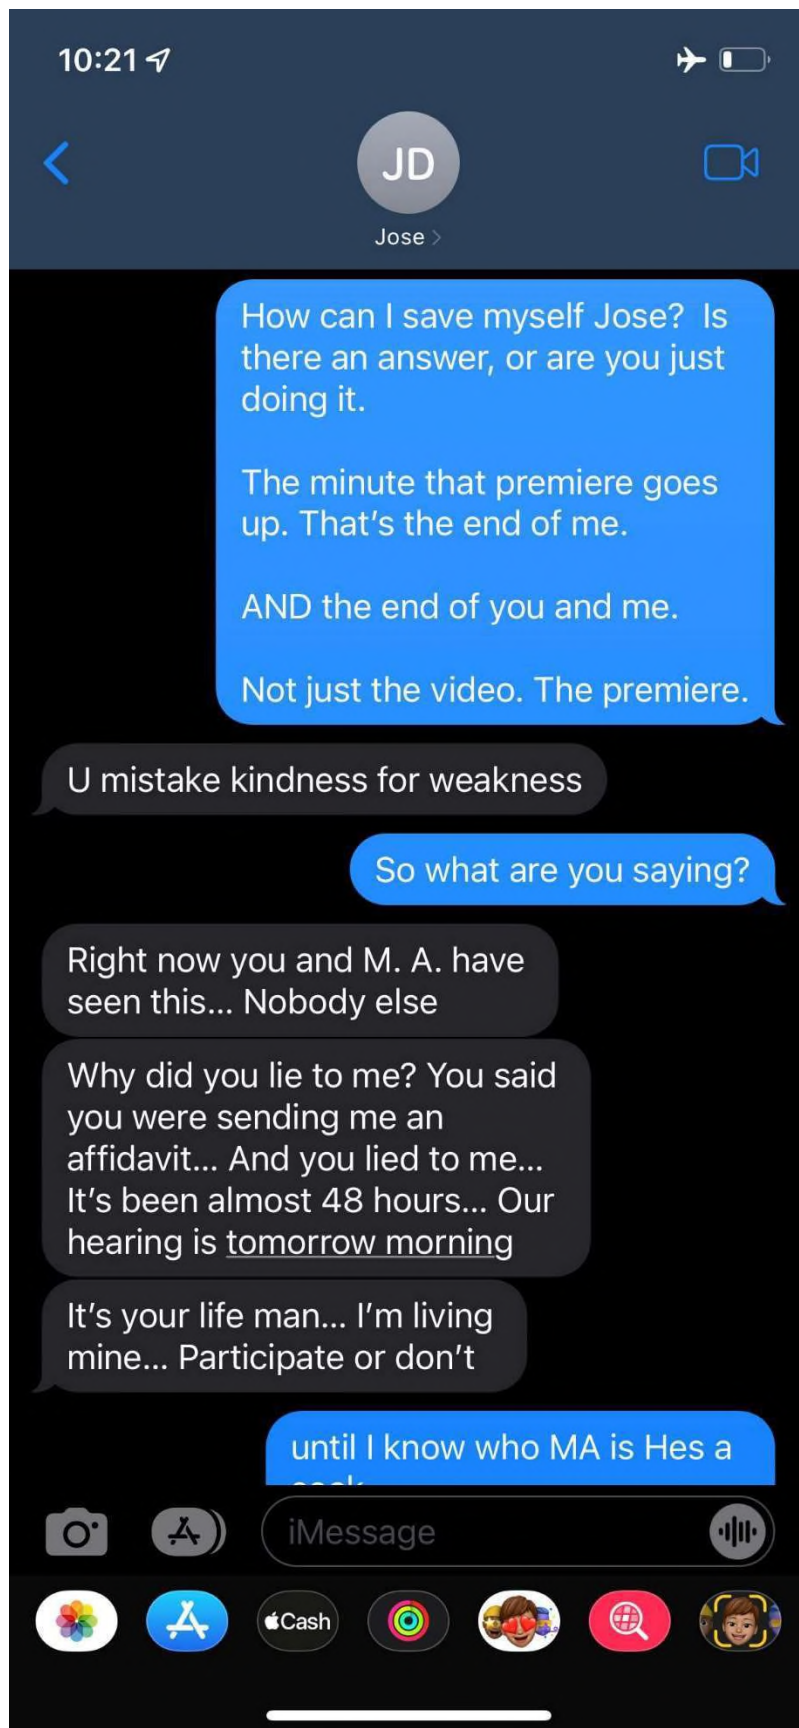 10:21
JD
Jose
How can I save myself Jose?  Is
there an answer, or are you just
doing it.
The minute that premiere goes
up. That’s the end of me.
AND the end of you and me.
Not just the video. The premiere.
U mistake kindness for weakness
So what are you saying?
Right now you and M. A. have
seen this... Nobody else
Why did you lie to me? You said
you were sending me an
affidavit... And you lied to me...
It’s been almost 48 hours... Our
hearing is tomorrow morning
It’s your life man... I’m living
mine... Participate or don’t
until I know who MA is Hes a
iMessage
Cash